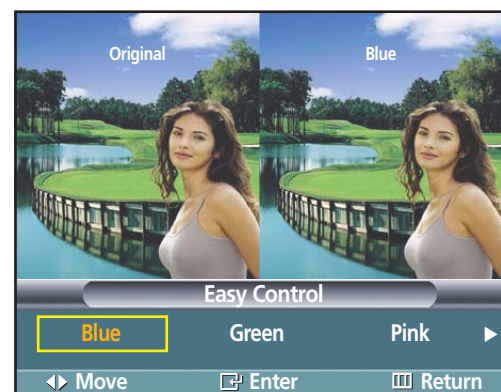 Original Blue
Easy Control
Blue Green Pink
Move Enter Return